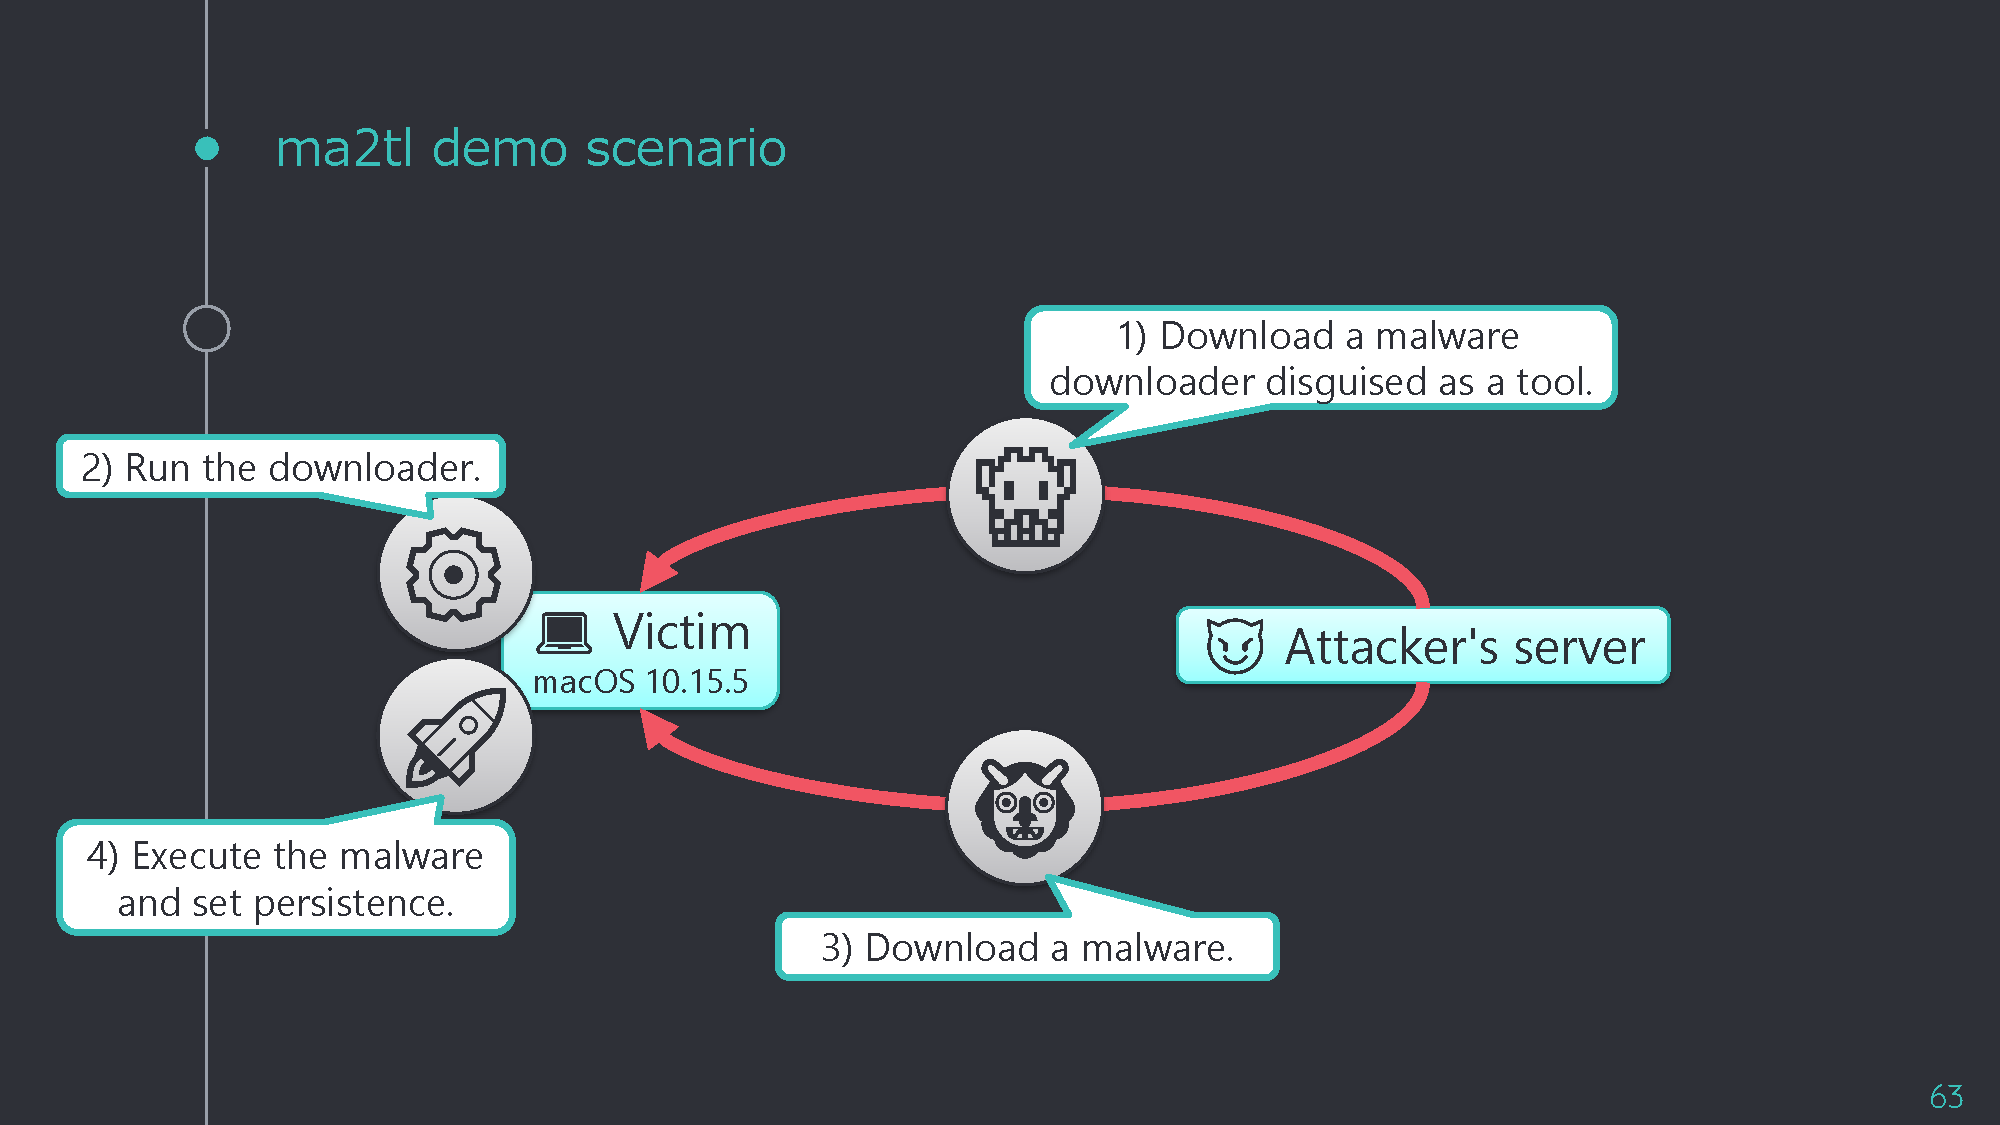 ma2tl demo scenario
1) Download a malware
downloader disguised as a tool.
2) Run the downloader.
Victim
macOS 10.15.5
Attacker's server
4) Execute the malware
and set persistence.
3) Download a malware.
63